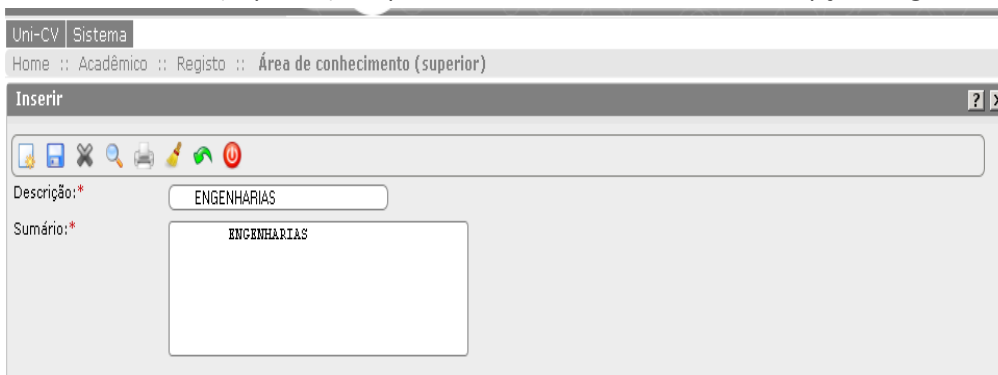 Uni-CV Sistema
Home :: Acadêmico :: Registo :: Área de conhecimento (superior)
Inserir ?
Descrição:* ENGENHARIAS
Sumário:* ENGENHARIAS